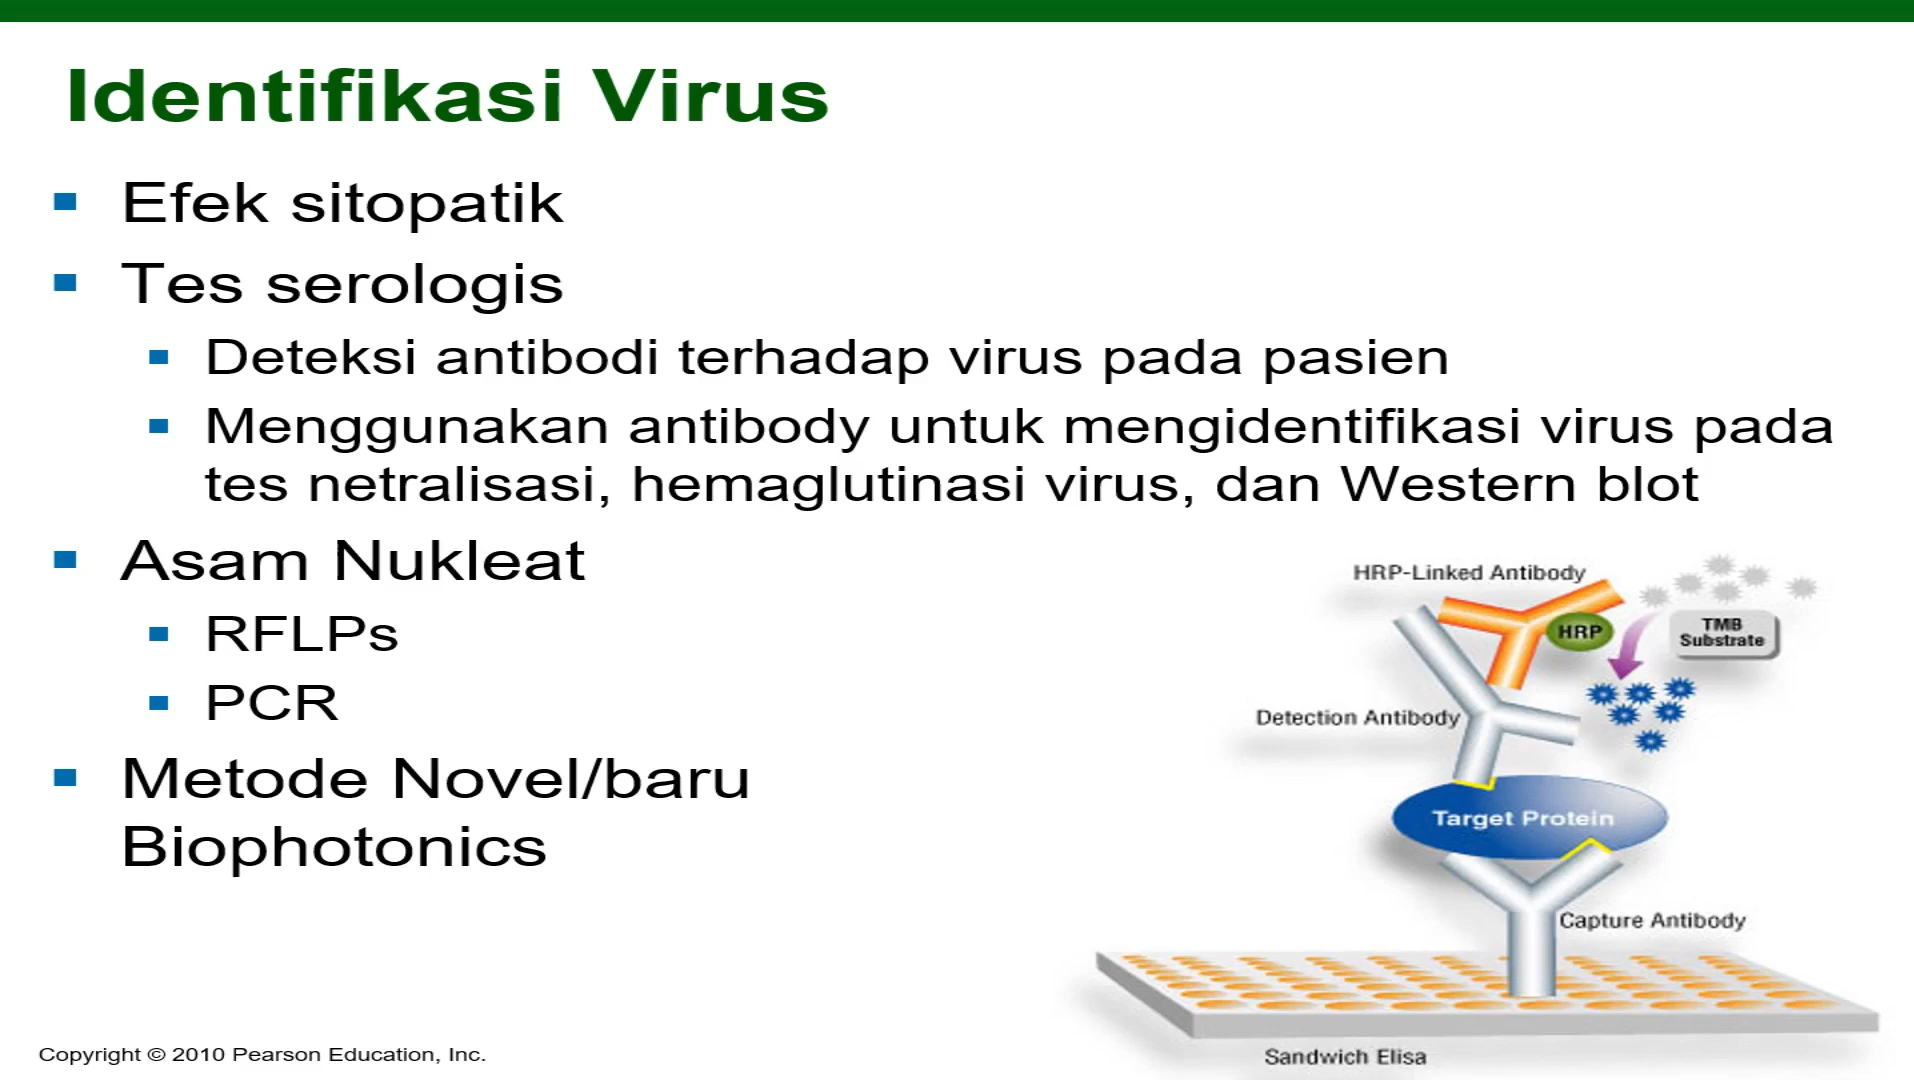 Identifikasi Virus
Efek sitopatik
Tes serologis
Deteksi antibodi terhadap virus pada pasien
Menggunakan antibody untuk mengidentifikasi virus pada
tes netralisasi, hemaglutinasi virus, dan Western blot
Asam Nukleat
RFLPs
PCR
Metode Novel/baru
Biophotonics
HRP-Linked Antibody
HRP
TMB
Substrate
Detection Antibody
Target Protein
Capture Antibody
Sandwich Elisa
Copyright © 2010 Pearson Education, Inc.